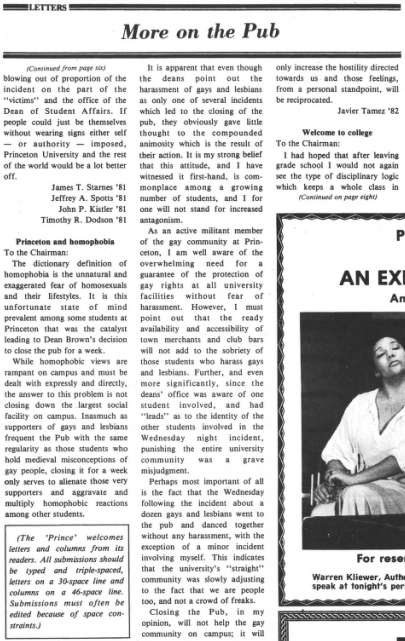 LETTERS
More on the Pub
(Continued from page six)
blowing out of proportion of the
incident on the part of the
"victims" and the office of the
Dean of Student Affairs. If
people could just be themselves
without wearing signs either self
— or authority — imposed,
Princeton University and the rest
of the world would be a lot better
off.
James T. Starnes '81
Jeffrey A. Spotts '81
John P. Kistler '81
Timothy R. Dodson '81
Princeton and homophobia
To the Chairman:
The dictionary definition of
homophobia is the unnatural and
exaggerated fear of homosexuals
and their lifestyles. It is this
unfortunate state of mind
prevalent among some students at
Princeton that was the catalyst
leading to Dean Brown's decision
to close the pub for a week.
While homophobic views are
rampant on campus and must be
dealt with expressly and directly,
the answer to this problem is not
closing down the largest social
facility on campus. Inasmuch as
supporters of gays and lesbians
frequent the Pub with the same
regularity as those students who
hold medieval misconceptions of
gay people, closing it for a week
only serves to alienate those very
supporters and aggravate and
multiply homophobic reactions
among other students.
(The 'Prince' welcomes
letters and columns from its
readers. All submissions should
be typed and triple-spaced,
letters on a 30-space line and
columns on a 46-space line.
Submissions must often be
edited because of space con-
straints.)
It is apparent that even though
the deans point out the
harassment of gays and lesbians
as only one of several incidents
which led to the closing of the
pub, they obviously gave little
thought to the compounded
animosity which is the result of
their action. It is my strong belief
that this attitude, and I have
witnessed it first-hand, is com-
monplace among a growing
number of students, and I for
one will not stand for increased
antagonism.
As an active militant member
of the gay community at Prin-
ceton, I am well aware of the
overwhelming need for a
guarantee of the protection of
gay rights at all university
facilities without fear of
harassment. However, I must
point out that the ready
availability and accessibility of
town merchants and club bars
will not add to the sobriety of
those students who harass gays
and lesbians. Further, and even
more significantly, since the
deans' office was aware of one
student involved, and had
"leads" as to the identity of the
other students involved in the
Wednesday night incident,
punishing the entire university
community was a grave
misjudgment.
Perhaps most important of all
is the fact that the Wednesday
following the incident about a
dozen gays and lesbians went to
the pub and danced together
without any harassment, with the
exception of a minor incident
involving myself. This indicates
that the university's "straight"
community was slowly adjusting
to the fact that we are people
too, and not a crowd of freaks.
Closing the Pub, in my
opinion, will not help the gay
community on campus; it will
only increase the hostility directed
towards us and those feelings,
from a personal standpoint, will
be reciprocated.
Javier Tamez '82
Welcome to college
To the Chairman:
I had hoped that after leaving
grade school I would not again
see the type of disciplinary logic
which keeps a whole class in
(Continued on page eight)
P
AN EXI
An
For reser
Warren Kliewer, Autho
speak at tonight's per